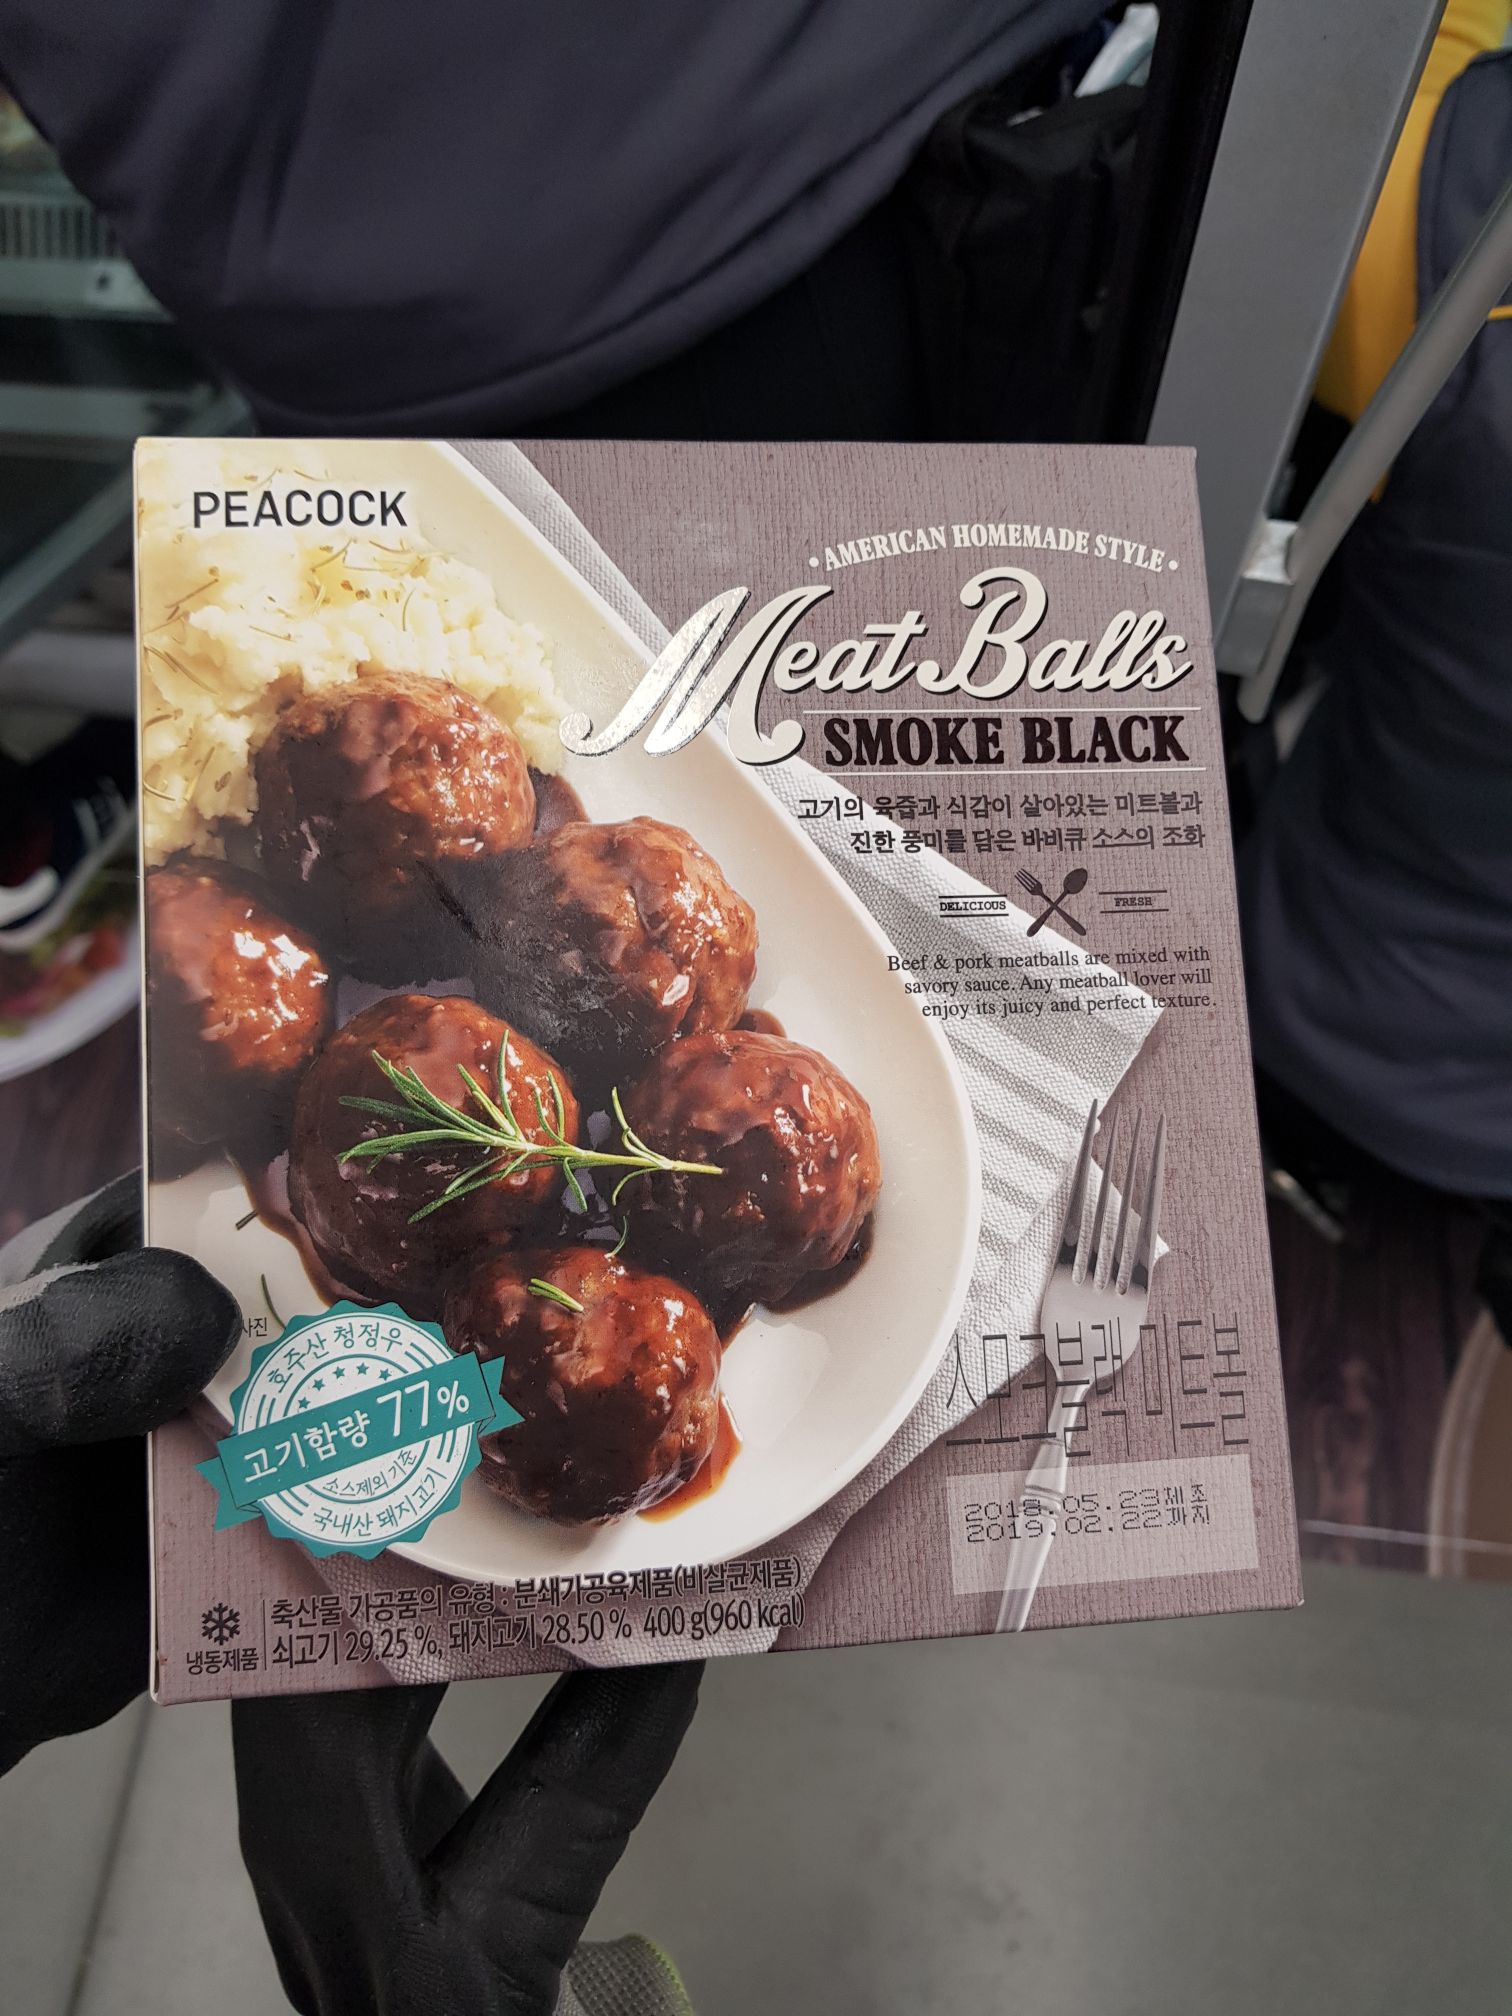 PEACOCK
• AMERICAN HOMEMADE STYLE •
Meat Balls
SMOKE BLACK
고기의 육즙과 식감이 살아있는 미트볼과
진한 풍미를 담은 바비큐 소스의 조화
DELICIOUS FRESH
Beef & pork meatballs are mixed with
savory sauce. Any meatball lover will
enjoy its juicy and perfect texture.
사진
호주산 청정우
고기함량 77%
소스제외 기준
국내산 돼지고기
스모크블랙 미트볼
2018.05.23제조
2019.02.22까지
냉동제품
축산물 가공품의 유형 : 분쇄가공육제품(비살균제품)
쇠고기 29.25 %, 돼지고기 28.50 % 400 g(960 kcal)